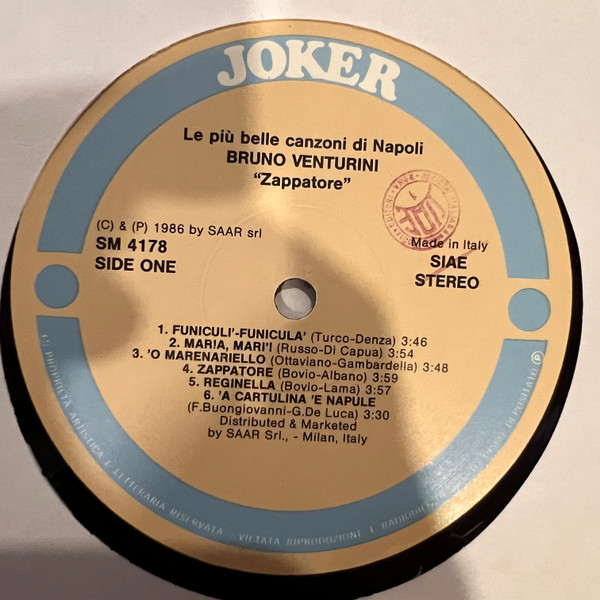 JOKER
Le più belle canzoni di Napoli
BRUNO VENTURINI
“Zappatore”
(C) & (P) 1986 by SAAR srl
SM 4178
SIDE ONE
Made in Italy
SIAE
STEREO
1. FUNICULI'-FUNICULA' (Turco-Denza) 3:46
2. MARIA, MARI'! (Russo-Di Capua) 3:54
3. 'O MARENARIELLO (Ottaviano-Gambardella) 3:48
4. ZAPPATORE (Bovio-Albano) 3:59
5. REGINELLA (Bovio-Lama) 3:57
6. 'A CARTULINA 'E NAPULE
(F.Buongiovanni-G.De Luca) 3:30
Distributed & Marketed
by SAAR Srl., - Milan, Italy
PROPRIETÀ ARTISTICA E LETTERARIA RISERVATA VIETATA RIPRODUZIONI